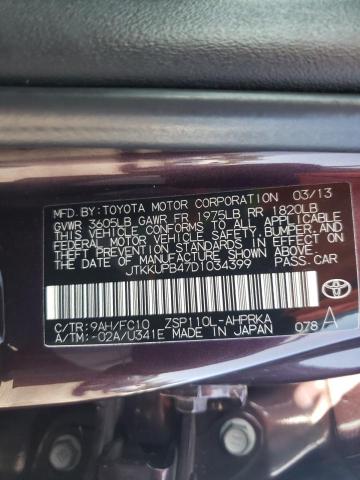 MFD.BY:TOYOTA MOTOR CORPORATION 03/13
GVWR 3605LB GAWR FR 1975LB RR 1820LB
THIS VEHICLE CONFORMS TO ALL APPLICABLE
FEDERAL MOTOR VEHICLE SAFETY, BUMPER, AND
THEFT PREVENTION STANDARDS IN EFFECT ON
THE DATE OF MANUFACTURE SHOWN ABOVE.
JTKKUPB47D1034399 PASS.CAR
C/TR:9AH/FC10 ZSP110L-AHPRKA
A/TM:-02A/U341E MADE IN JAPAN 078 A
TOYOTA